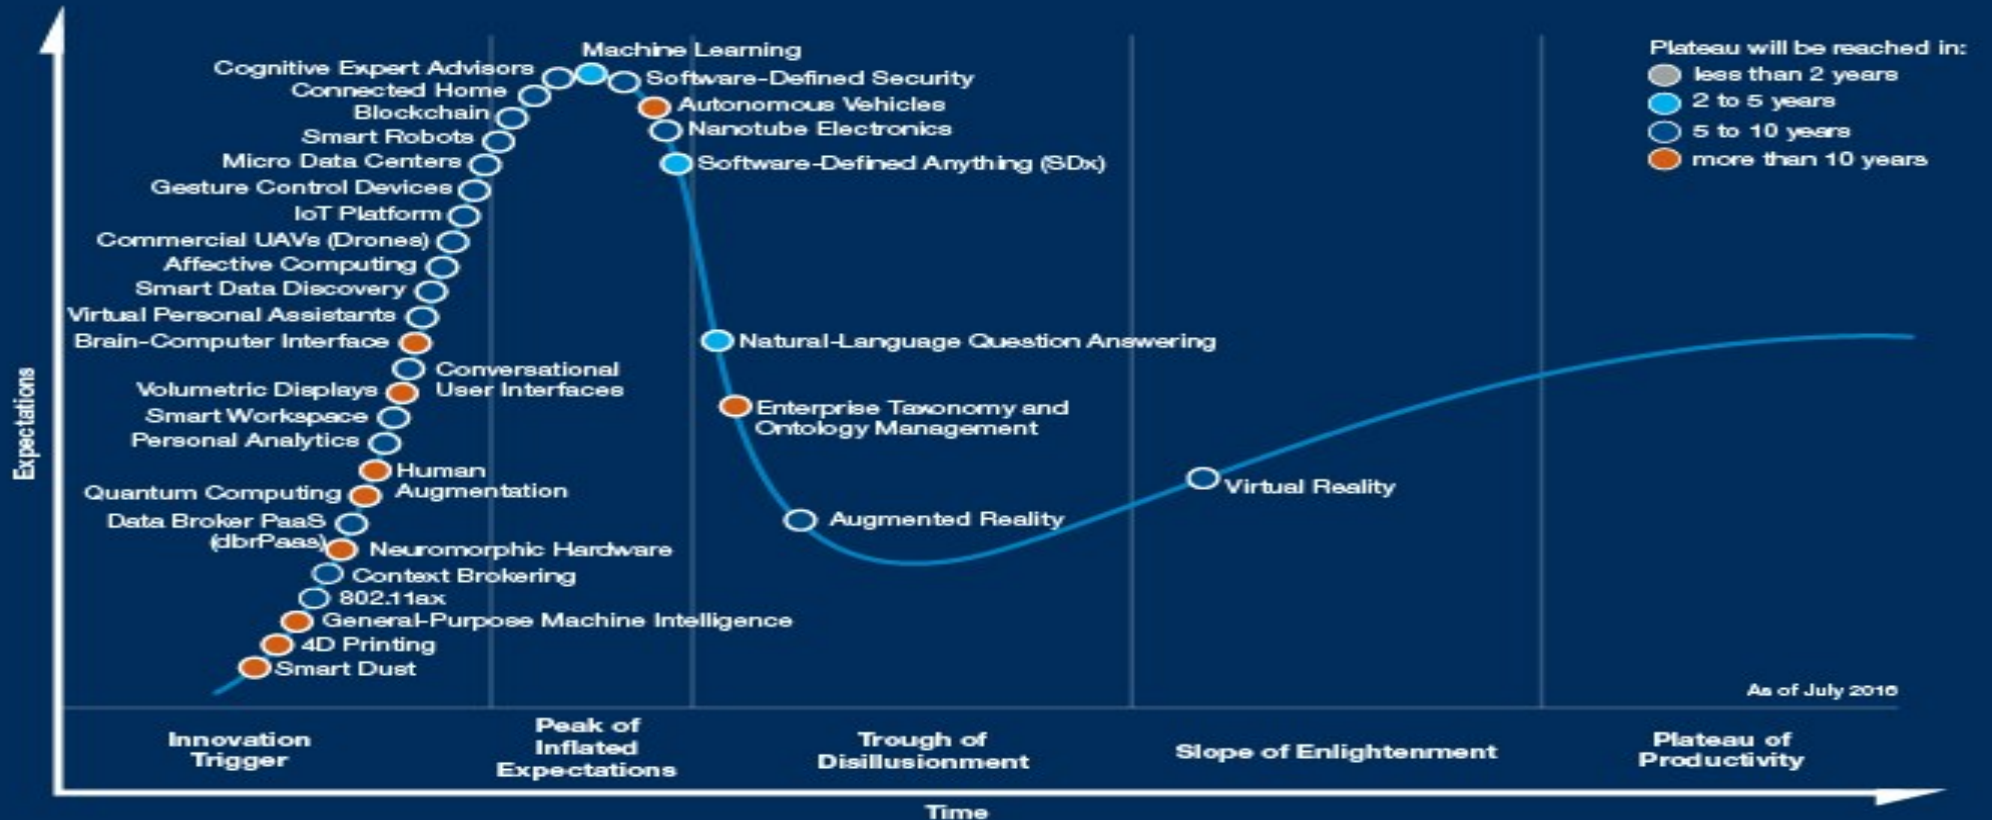 Machine Learning
Cognitive Expert Advisors
Connected Home
Blockchain
Smart Robots
Micro Data Centers
Gesture Control Devices
IoT Platform
Commercial UAVs (Drones)
Affective Computing
Smart Data Discovery
Virtual Personal Assistants
Brain-Computer Interface
Conversational
User Interfaces
Volumetric Displays
Smart Workspace
Personal Analytics
Human
Augmentation
Quantum Computing
Data Broker PaaS
(dbrPaas)
Neuromorphic Hardware
Context Brokering
802.11ax
General-Purpose Machine Intelligence
4D Printing
Smart Dust
Software-Defined Security
Autonomous Vehicles
Nanotube Electronics
Software-Defined Anything (SDx)
Natural-Language Question Answering
Enterprise Taxonomy and
Ontology Management
Augmented Reality
Virtual Reality
Plateau will be reached in:
less than 2 years
2 to 5 years
5 to 10 years
more than 10 years
As of July 2016
Expectations
Innovation
Trigger
Peak of
Inflated
Expectations
Trough of
Disillusionment
Slope of Enlightenment
Plateau of
Productivity
Time